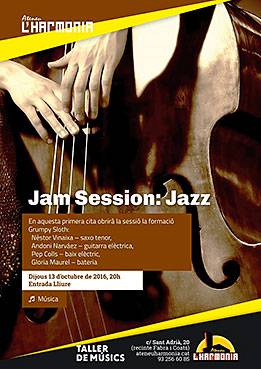 Ateneu
L'HARMONIA
Jam Session: Jazz
En aquesta primera cita obrirà la sessió la formació
Grumpy Sloth:
Néstor Vinaixa – saxo tenor,
Andoni Narváez – guitarra elèctrica,
Pep Colls – baix elèctric,
Gloria Maurel – bateria
Dijous 13 d'octubre de 2016, 20h
Entrada Lliure
Música
TALLER
DE MÚSICS
c/ Sant Adrià, 20
(recinte Fabra i Coats)
ateneuharmonia.cat
93 256 60 85
Ateneu
L'HARMONIA